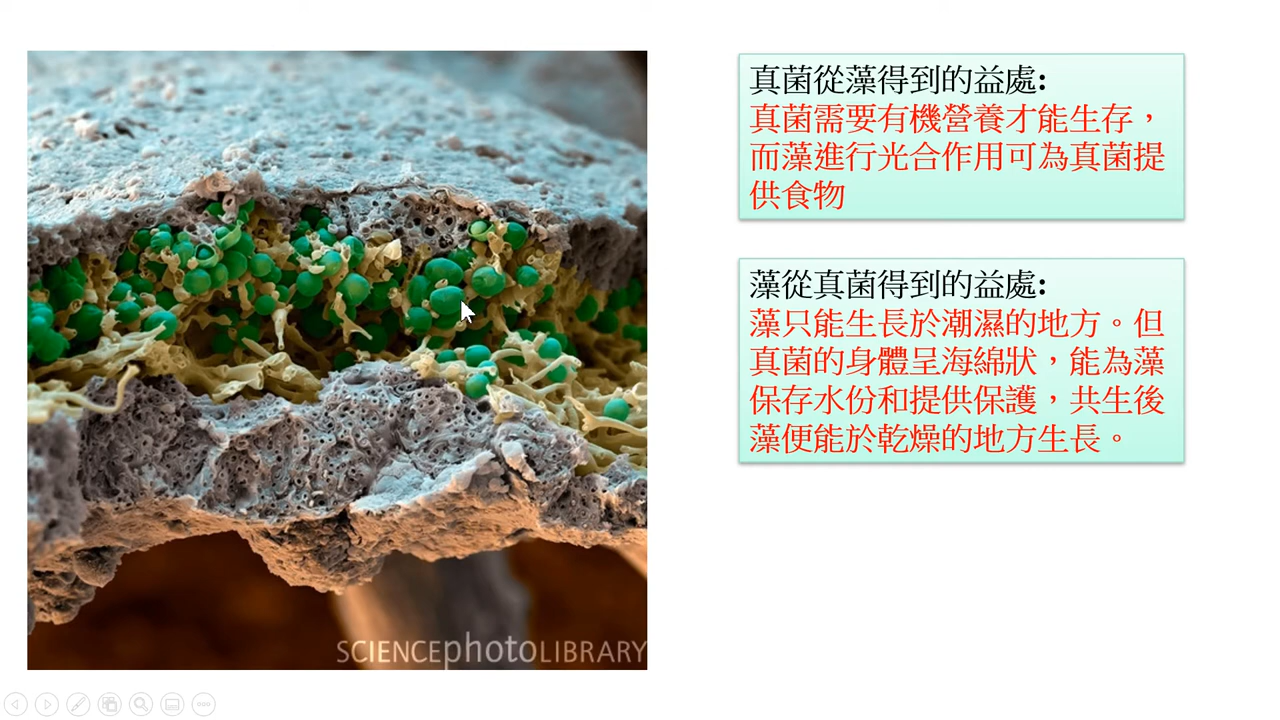 真菌從藻得到的益處:
真菌需要有機營養才能生存，
而藻進行光合作用可為真菌提
供食物
藻從真菌得到的益處:
藻只能生長於潮濕的地方。但
真菌的身體呈海綿狀，能為藻
保存水份和提供保護，共生後
藻便能於乾燥的地方生長。
SCIENCEphotoLIBRARY